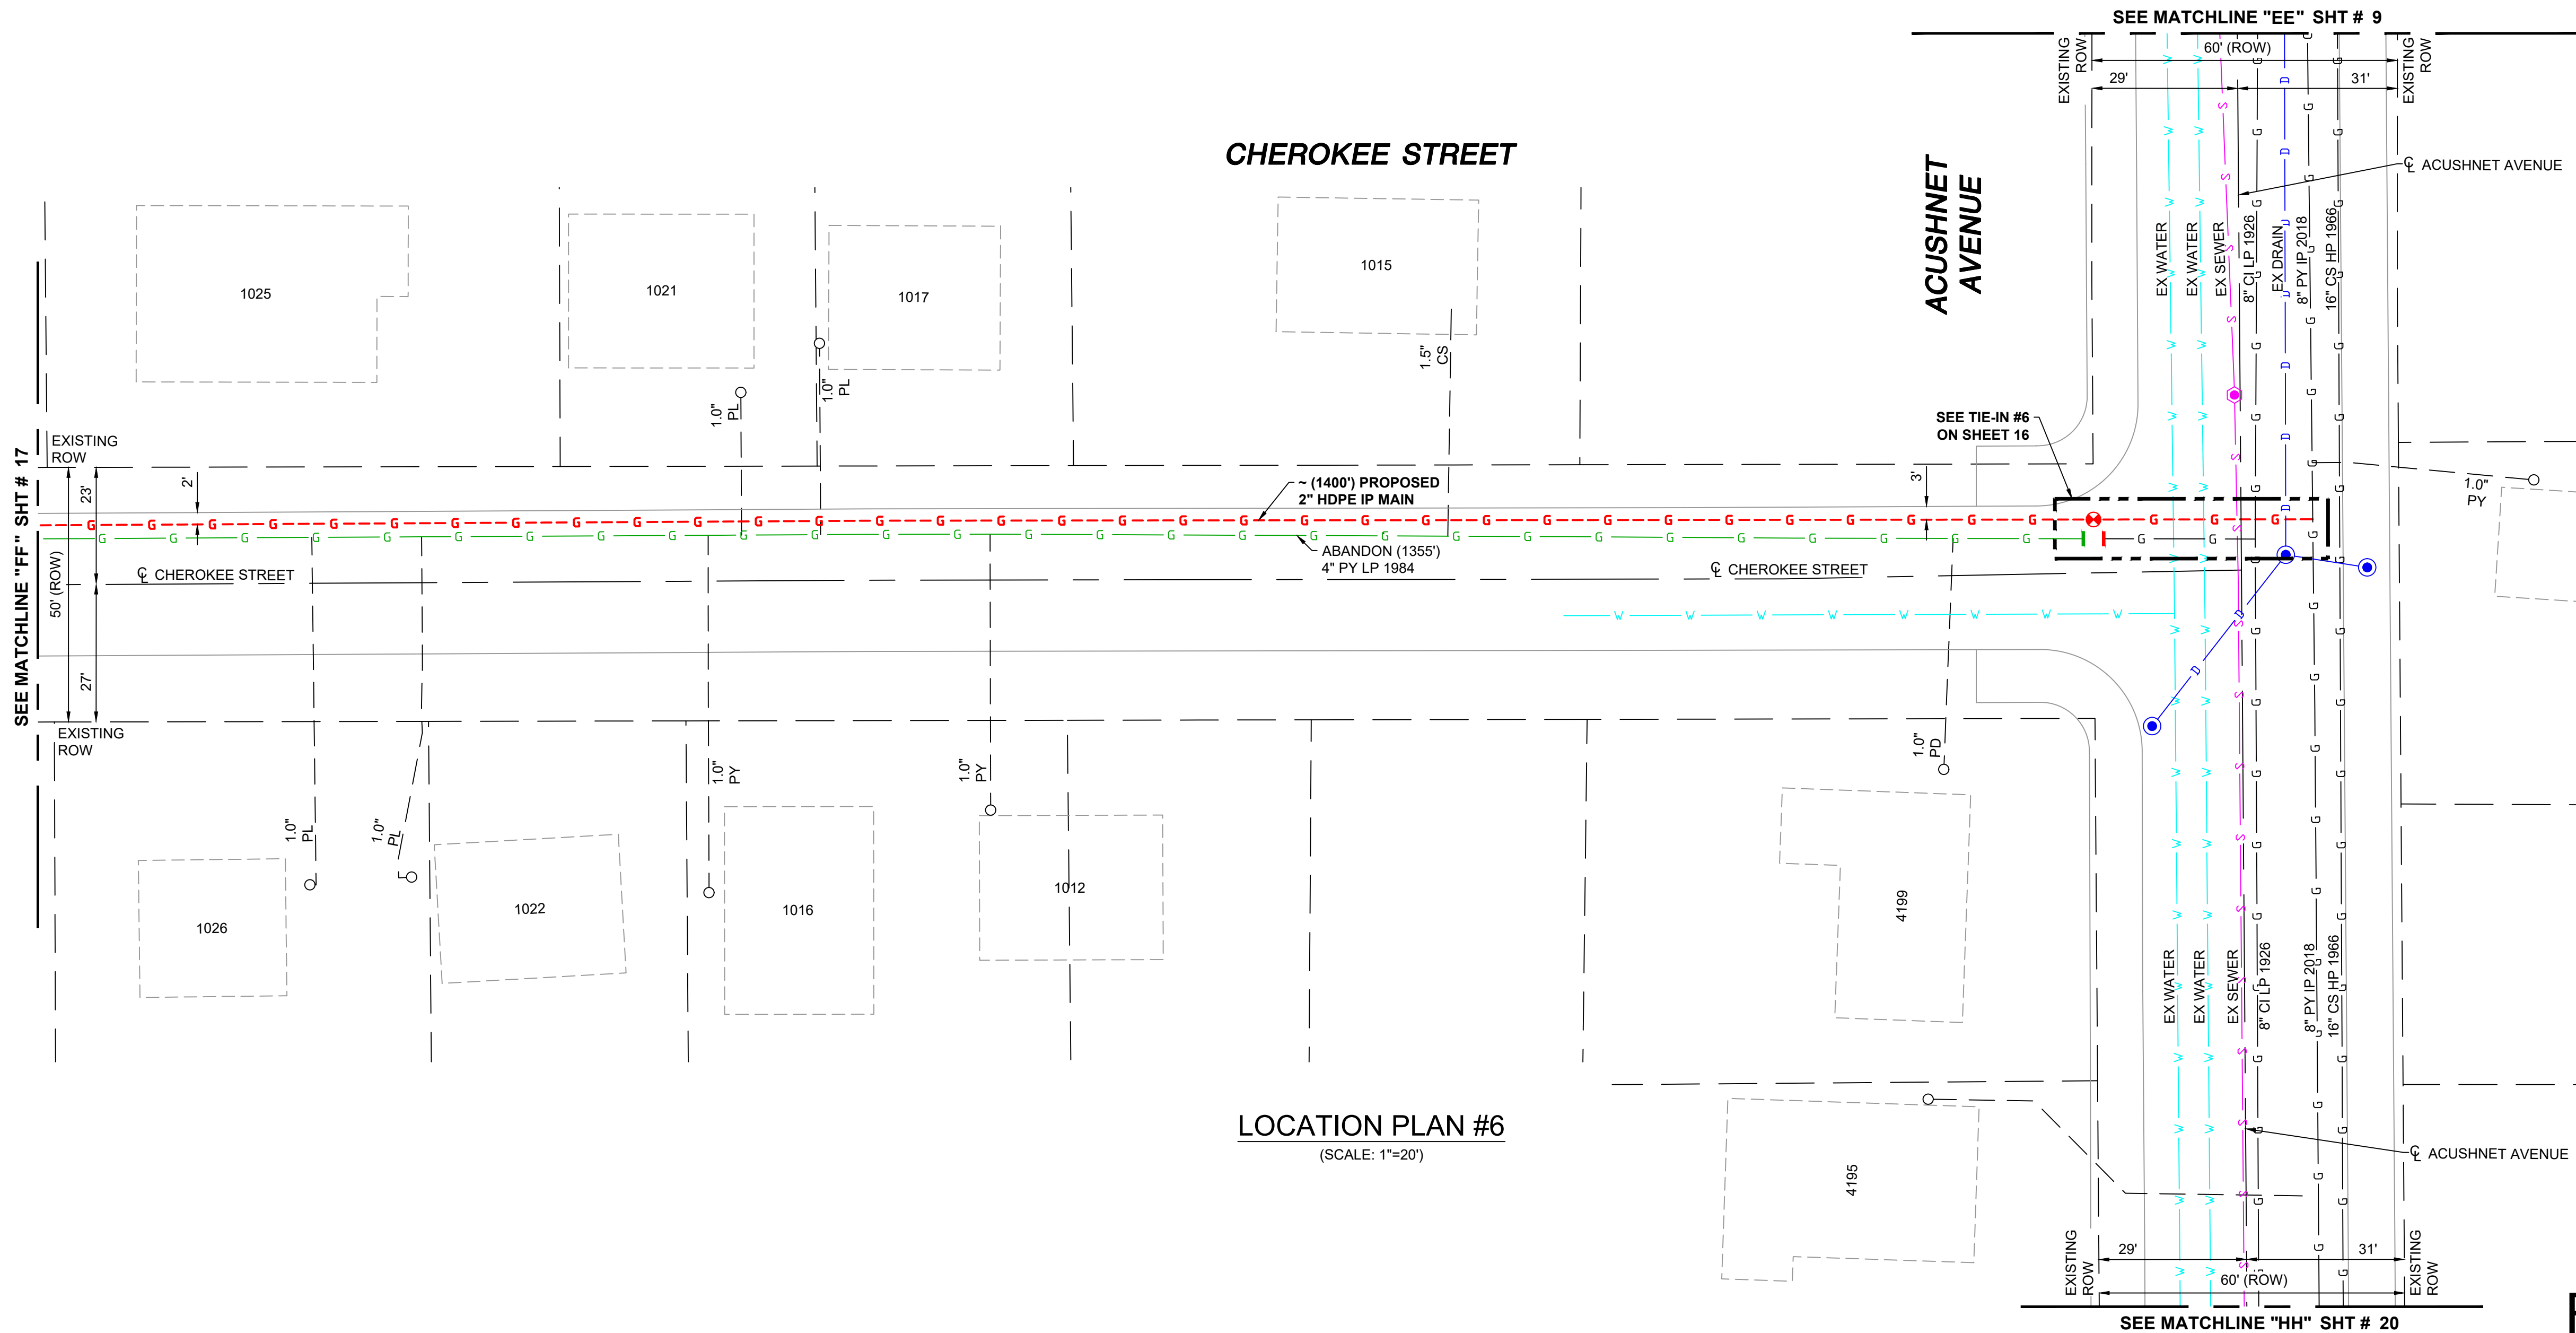 SEE MATCHLINE "EE" SHT # 9
60' (ROW)
EXISTING
ROW
EXISTING
ROW
29'
31'
CHEROKEE STREET
ACUSHNET
AVENUE
℄ ACUSHNET AVENUE
EX WATER
EX WATER
EX SEWER
8" CI LP 1926
EX DRAIN
8" PY IP 2018
16" CS HP 1966
1025
1021
1017
1015
1.0"
PL
1.0"
PL
1.5"
CS
SEE TIE-IN #6
ON SHEET 16
SEE MATCHLINE "FF" SHT # 17
EXISTING
ROW
23'
2'
50' (ROW)
27'
~ (1400') PROPOSED
2" HDPE IP MAIN
3'
1.0"
PY
G G G G G G G G G G G G G G G G G G G G G G G G G G G G G G G G G G G G
G G G G G G G G G G G G G G G G G G G G G G G G G G G G G
ABANDON (1355')
4" PY LP 1984
℄ CHEROKEE STREET
℄ CHEROKEE STREET
W W W W W W W W
EXISTING
ROW
1.0"
PL
1.0"
PL
1.0"
PY
1.0"
PY
1.0"
PD
1026
1022
1016
1012
4199
EX WATER
EX WATER
EX SEWER
8" CI LP 1926
8" PY IP 2018
16" CS HP 1966
LOCATION PLAN #6
(SCALE: 1"=20')
4195
℄ ACUSHNET AVENUE
EXISTING
ROW
29'
31'
60' (ROW)
EXISTING
ROW
SEE MATCHLINE "HH" SHT # 20